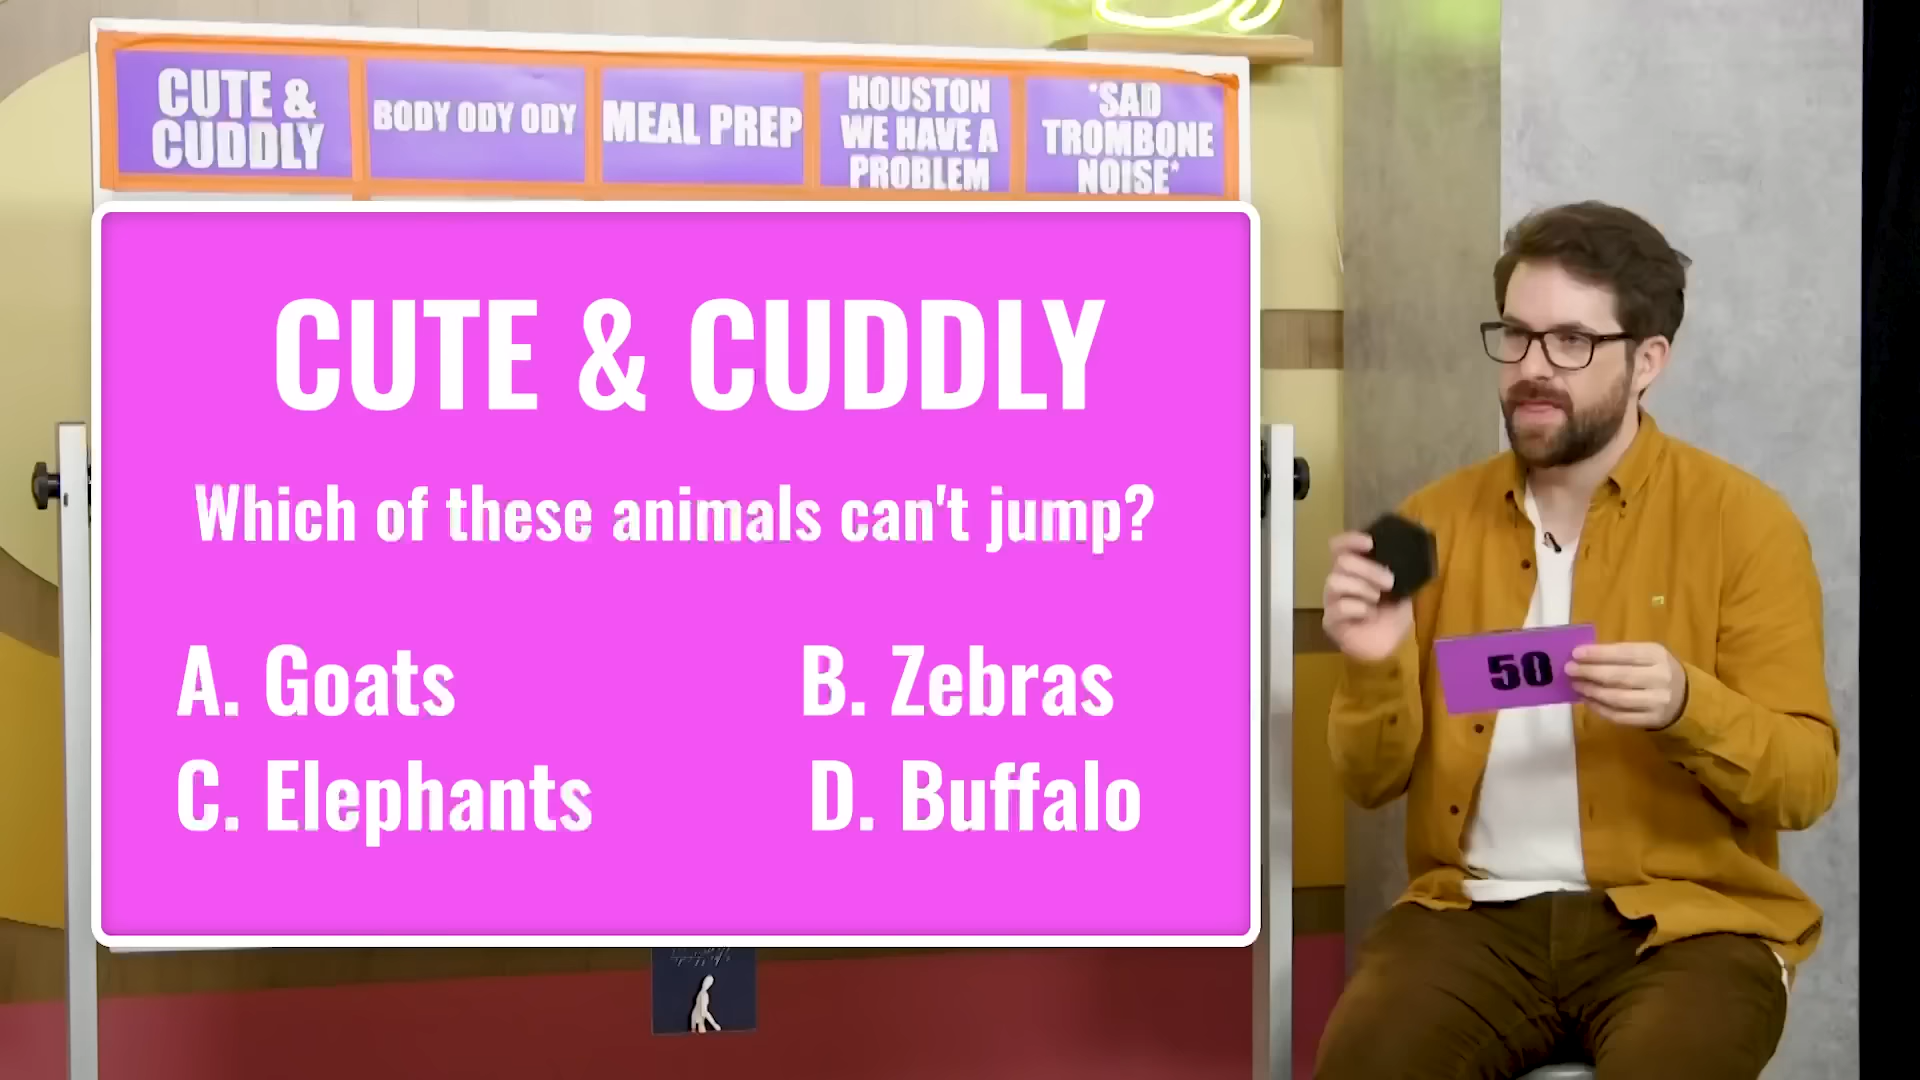 CUTE &
CUDDLY
BODY ODY ODY
MEAL PREP
HOUSTON
WE HAVE A
PROBLEM
*SAD
TROMBONE
NOISE*
CUTE & CUDDLY
Which of these animals can't jump?
A. Goats
B. Zebras
C. Elephants
D. Buffalo
50